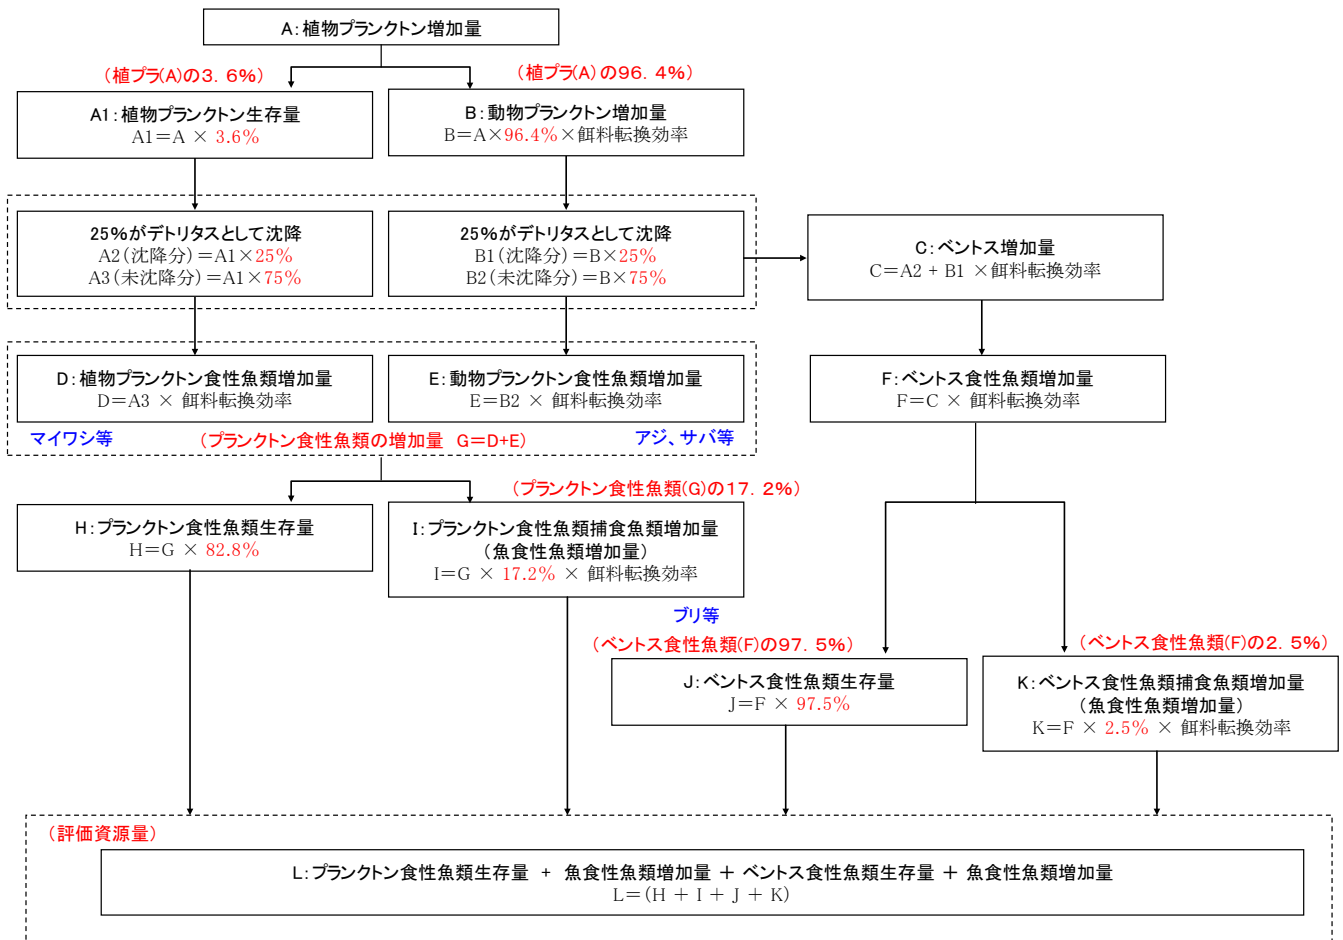 A:植物プランクトン増加量
(植プラ(A)の3.6%)
(植プラ(A)の96.4%)
A1:植物プランクトン生存量
A1=A × 3.6%
B:動物プランクトン増加量
B=A×96.4%×餌料転換効率
25%がデトリタスとして沈降
A2(沈降分)=A1×25%
A3(未沈降分)=A1×75%
25%がデトリタスとして沈降
B1(沈降分)=B×25%
B2(未沈降分)=B×75%
C:ベントス増加量
C=A2 + B1 ×餌料転換効率
D:植物プランクトン食性魚類増加量
D=A3 × 餌料転換効率
E:動物プランクトン食性魚類増加量
E=B2 × 餌料転換効率
F:ベントス食性魚類増加量
F=C × 餌料転換効率
マイワシ等
(プランクトン食性魚類の増加量 G=D+E)
アジ、サバ等
(プランクトン食性魚類(G)の17.2%)
H:プランクトン食性魚類生存量
H=G × 82.8%
I:プランクトン食性魚類捕食魚類増加量
(魚食性魚類増加量)
I=G × 17.2% × 餌料転換効率
ブリ等
(ベントス食性魚類(F)の97.5%)
(ベントス食性魚類(F)の2.5%)
J:ベントス食性魚類生存量
J=F × 97.5%
K:ベントス食性魚類捕食魚類増加量
(魚食性魚類増加量)
K=F × 2.5% × 餌料転換効率
(評価資源量)
L:プランクトン食性魚類生存量 + 魚食性魚類増加量 + ベントス食性魚類生存量 + 魚食性魚類増加量
L=(H + I + J + K)